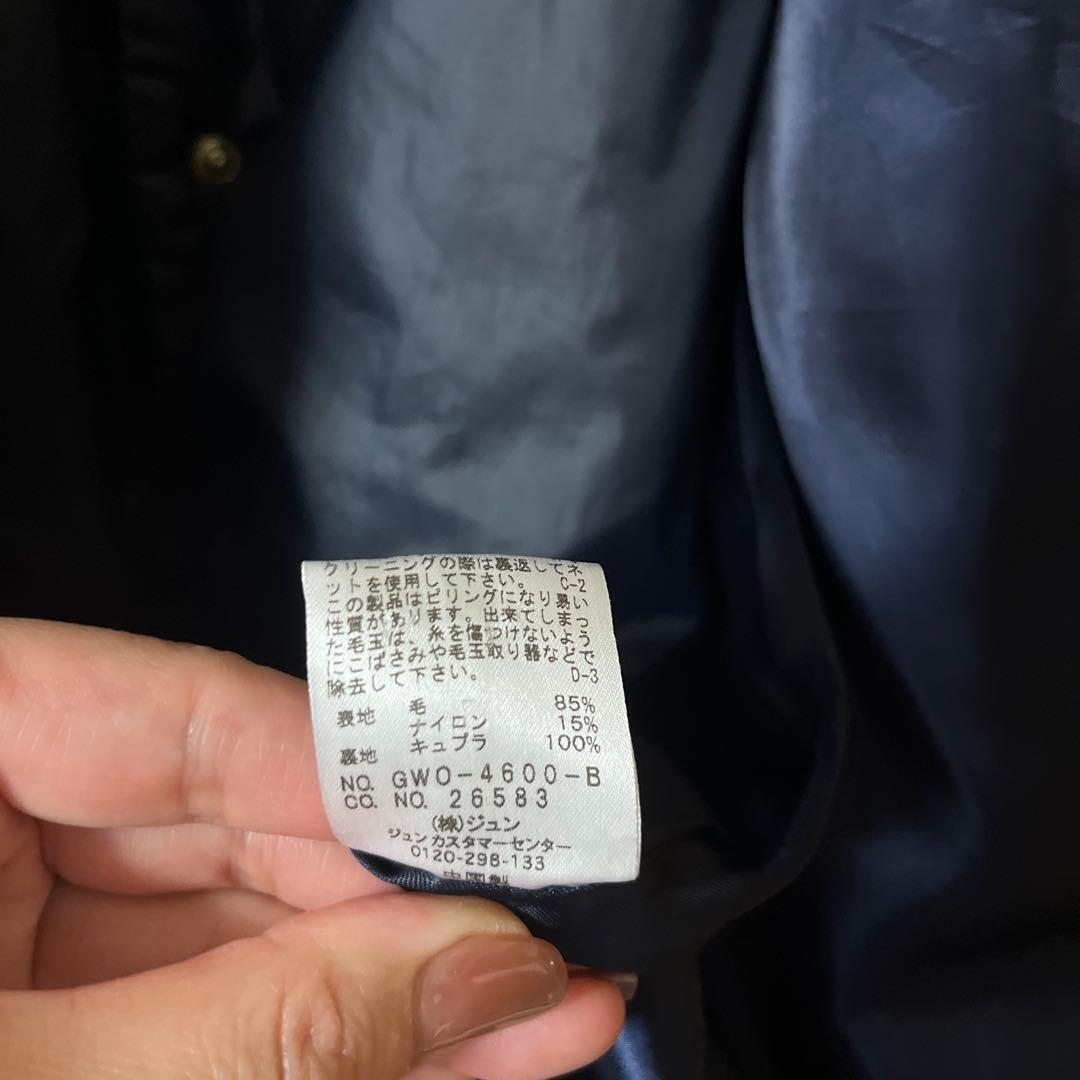 クリーニングの際は裏返してネ
ットを使用して下さい。 C-2
この製品はピリングになり易い
性質があります。出来てしまっ
た毛玉は、糸を傷つけないよう
にこばさみや毛玉取り器などで
除去して下さい。 D-3
表地 毛 85%
ナイロン 15%
裏地 キュプラ 100%
NO. GWO-4600-B
CO. NO. 26583
(株)ジュン
ジュンカスタマーセンター
0120-298-133
中国製